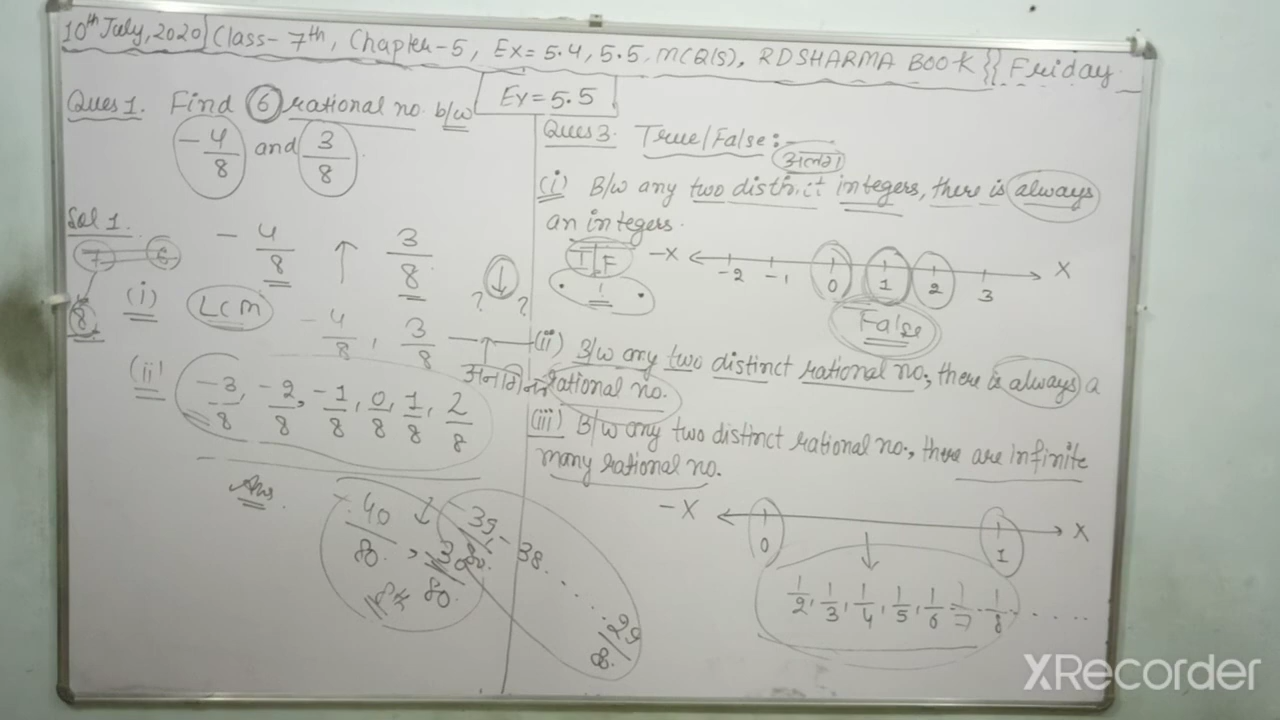 10th July, 2020 Class- 7th, Chapter-5, Ex= 5.4, 5.5, MCQ(S), RDSHARMA BOOK {{ Friday.
Ex = 5.5
Ques 1. Find 6 rational no. b/w
-4/8 and 3/8.
Sol 1.
-4/8 ↑ 3/8
7 6
8.
(i) LCM
-4/8, 3/8
? ↓ ?
(ii) -3/8, -2/8, -1/8, 0/8, 1/8, 2/8
Ans.
-40/80, 30/80
-39/80, -38 ...... 29/80
Ques 3. True/False:-
(i) B/w any two distinct integers, there is always
an integers.
T/F
-X -2 -1 0 1 2 3 X
False
(ii) B/w any two distinct rational no., there is always a
rational no.
(iii) B/w any two distinct rational no., there are infinite
many rational no.
-X 0 1 X
1/2, 1/3, 1/4, 1/5, 1/6, 1/7 - 1/8 ......
XRecorder